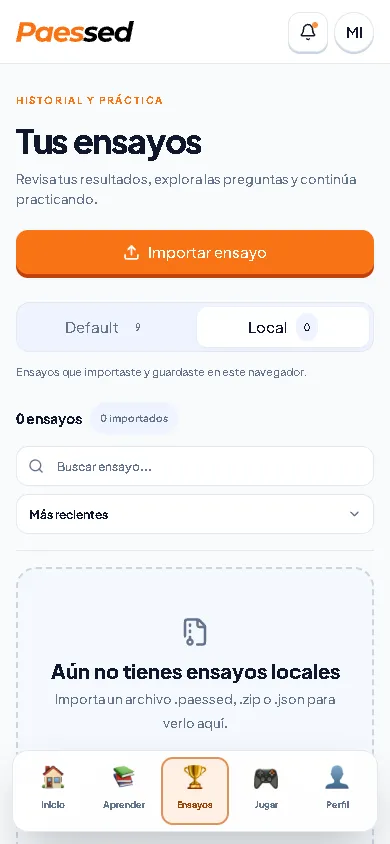 Paessed
MI
HISTORIAL Y PRÁCTICA
Tus ensayos
Revisa tus resultados, explora las preguntas y continúa
practicando.
Importar ensayo
Default 9
Local 0
Ensayos que importaste y guardaste en este navegador.
0 ensayos 0 importados
Buscar ensayo...
Más recientes
Aún no tienes ensayos locales
Importa un archivo .paessed, .zip o .json para
verlo aquí.
Inicio Aprender Ensayos Jugar Perfil